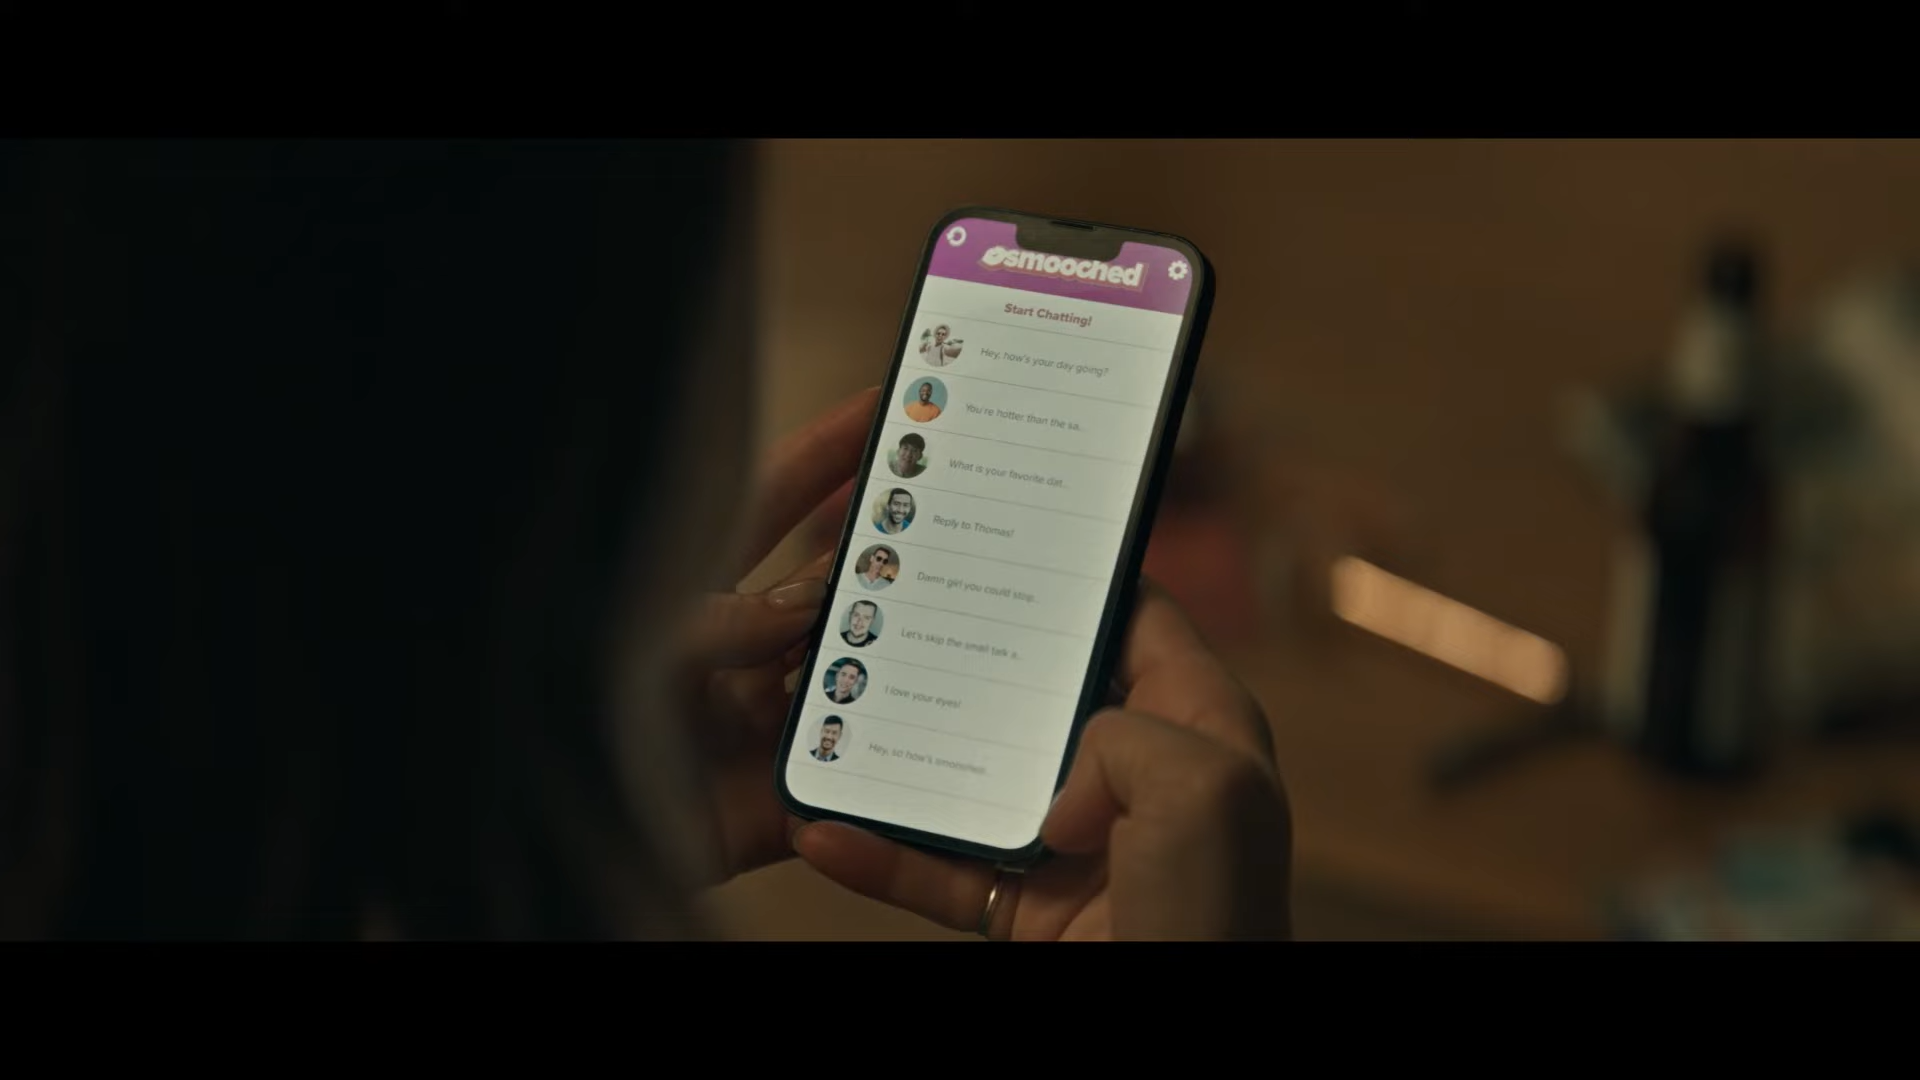 smooched
Start Chatting!
Hey, how's your day going?
You're hotter than the sa...
What is your favorite dat...
Reply to Thomas!
Damn girl you could stop...
Let's skip the small talk a...
I love your eyes!
Hey, so how's smooched...